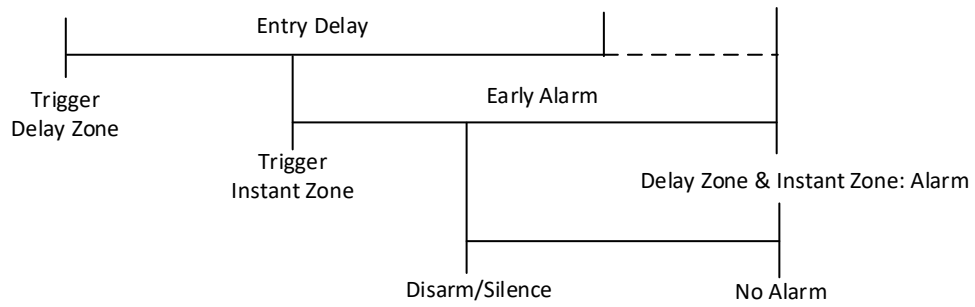 Entry Delay
Trigger
Delay Zone
Early Alarm
Trigger
Instant Zone
Delay Zone & Instant Zone: Alarm
Disarm/Silence
No Alarm